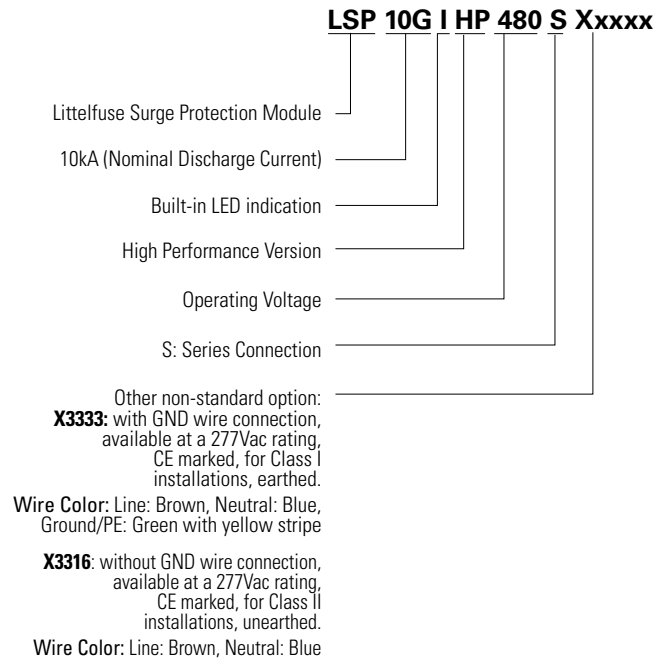 LSP 10G I HP 480 S Xxxxx
Littelfuse Surge Protection Module
10kA (Nominal Discharge Current)
Built-in LED indication
High Performance Version
Operating Voltage
S: Series Connection
Other non-standard option:
X3333: with GND wire connection,
available at a 277Vac rating,
CE marked, for Class I
installations, earthed.
Wire Color: Line: Brown, Neutral: Blue,
Ground/PE: Green with yellow stripe
X3316: without GND wire connection,
available at a 277Vac rating,
CE marked, for Class II
installations, unearthed.
Wire Color: Line: Brown, Neutral: Blue